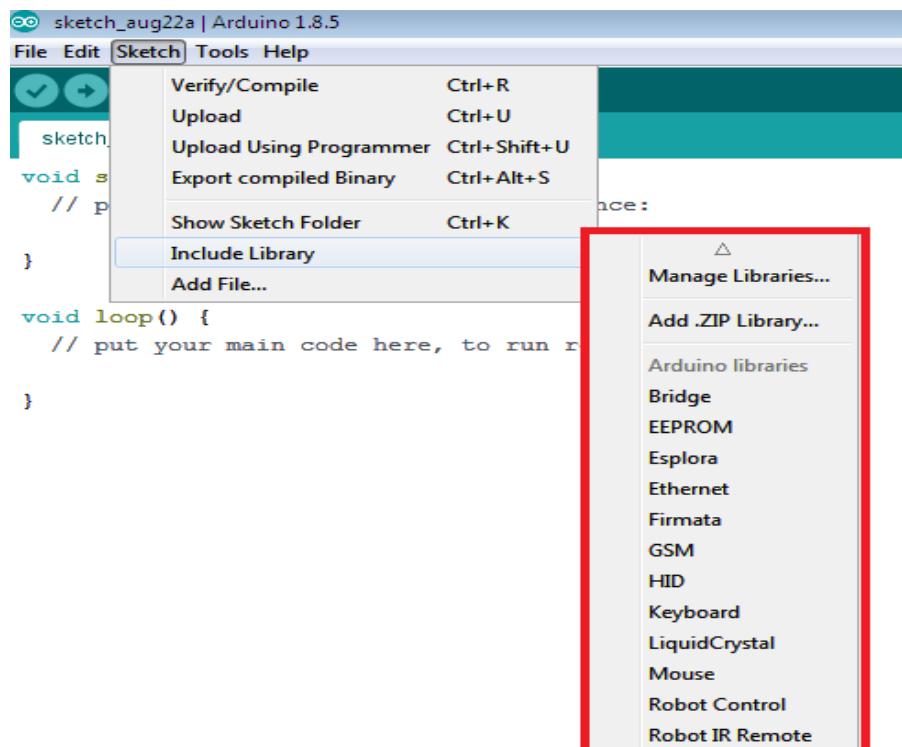 sketch_aug22a | Arduino 1.8.5
File Edit Sketch Tools Help
Verify/Compile Ctrl+R
Upload Ctrl+U
Upload Using Programmer Ctrl+Shift+U
Export compiled Binary Ctrl+Alt+S
Show Sketch Folder Ctrl+K
Include Library
Add File...
sketch_
void s
// p nce:
}
void loop() {
// put your main code here, to run r
}
Manage Libraries...
Add .ZIP Library...
Arduino libraries
Bridge
EEPROM
Esplora
Ethernet
Firmata
GSM
HID
Keyboard
LiquidCrystal
Mouse
Robot Control
Robot IR Remote